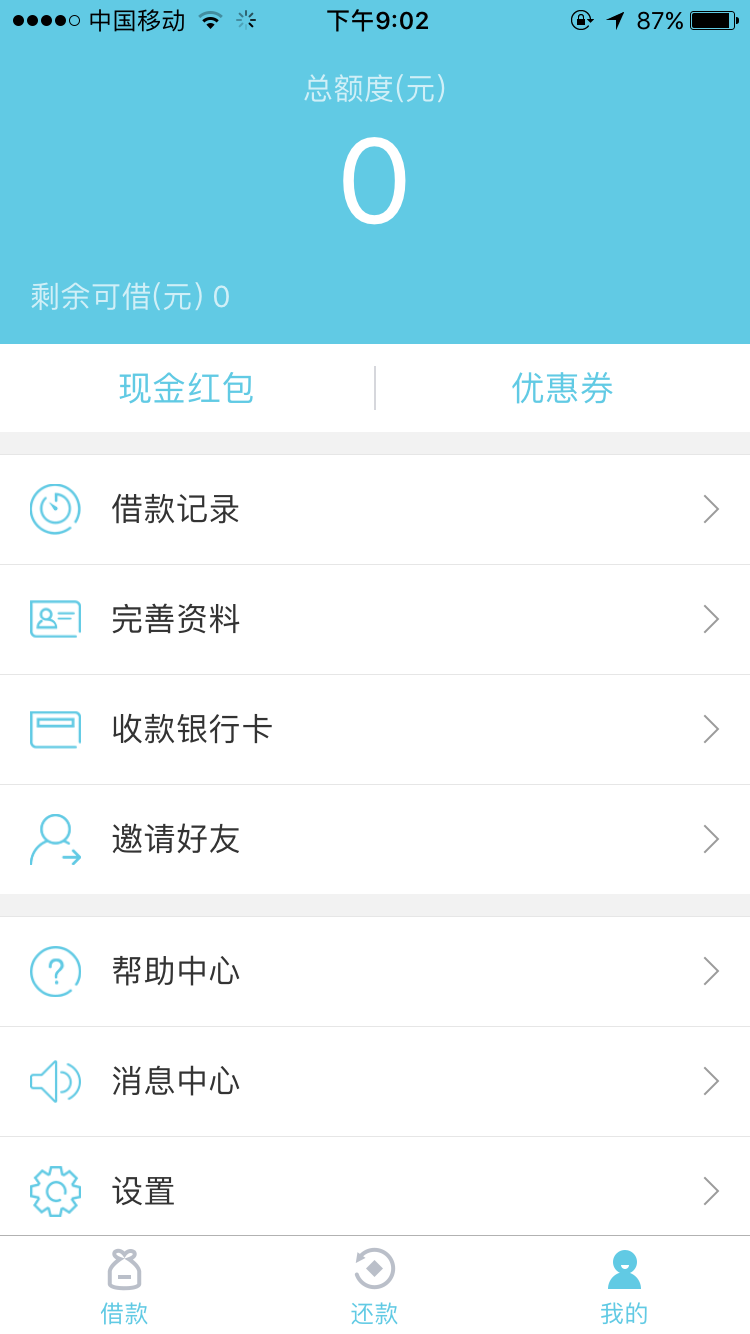 中国移动 下午9:02 87%
总额度(元)
0
剩余可借(元) 0
现金红包 优惠券
借款记录
完善资料
收款银行卡
邀请好友
帮助中心
消息中心
设置
借款 还款 我的